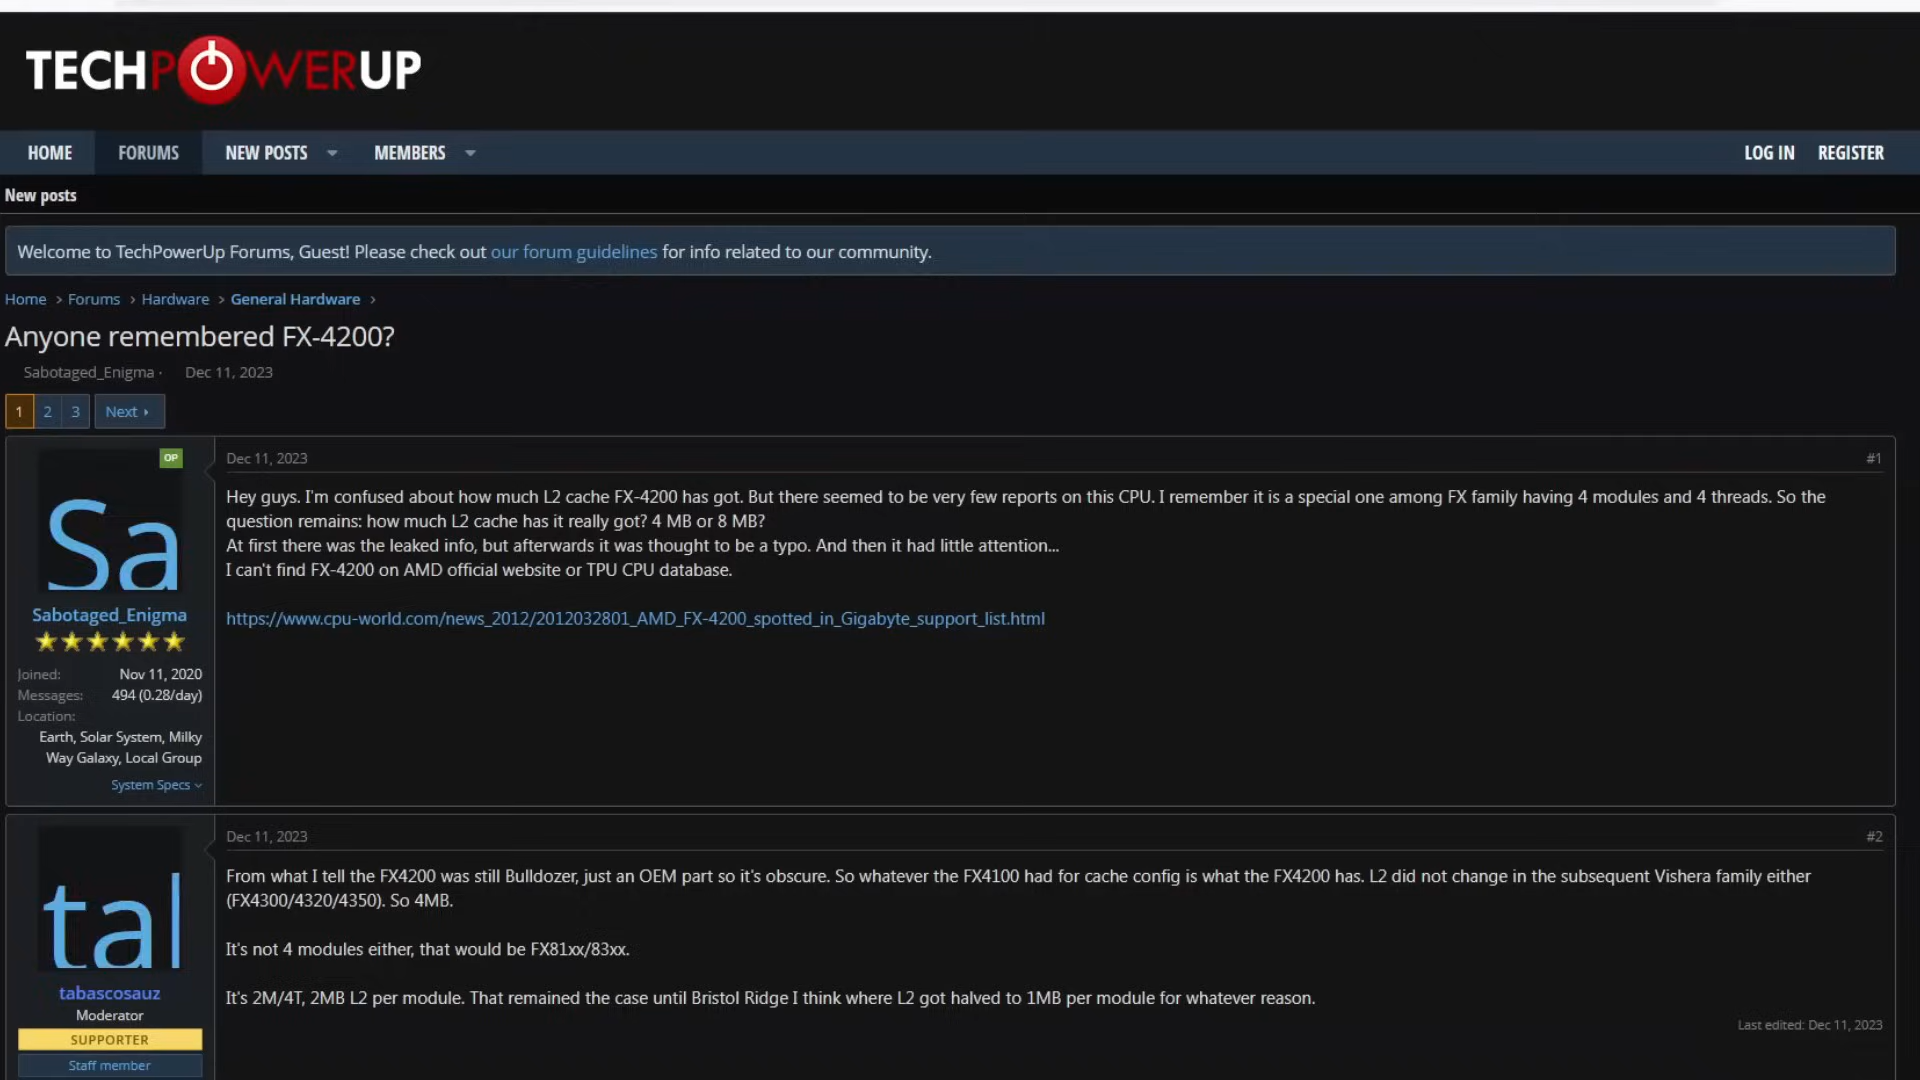 TECHPOWERUP
HOME FORUMS NEW POSTS MEMBERS LOG IN REGISTER
New posts
Welcome to TechPowerUp Forums, Guest! Please check out our forum guidelines for info related to our community.
Home > Forums > Hardware > General Hardware >
Anyone remembered FX-4200?
Sabotaged_Enigma · Dec 11, 2023
1 2 3 Next
OP
Sa
Sabotaged_Enigma
Joined: Nov 11, 2020
Messages: 494 (0.28/day)
Location:
Earth, Solar System, Milky
Way Galaxy, Local Group
System Specs
Dec 11, 2023 #1
Hey guys. I'm confused about how much L2 cache FX-4200 has got. But there seemed to be very few reports on this CPU. I remember it is a special one among FX family having 4 modules and 4 threads. So the
question remains: how much L2 cache has it really got? 4 MB or 8 MB?
At first there was the leaked info, but afterwards it was thought to be a typo. And then it had little attention...
I can't find FX-4200 on AMD official website or TPU CPU database.
https://www.cpu-world.com/news_2012/2012032801_AMD_FX-4200_spotted_in_Gigabyte_support_list.html
tal
tabascosauz
Moderator
SUPPORTER
Staff member
Dec 11, 2023 #2
From what I tell the FX4200 was still Bulldozer, just an OEM part so it's obscure. So whatever the FX4100 had for cache config is what the FX4200 has. L2 did not change in the subsequent Vishera family either
(FX4300/4320/4350). So 4MB.
It's not 4 modules either, that would be FX81xx/83xx.
It's 2M/4T, 2MB L2 per module. That remained the case until Bristol Ridge I think where L2 got halved to 1MB per module for whatever reason.
Last edited: Dec 11, 2023